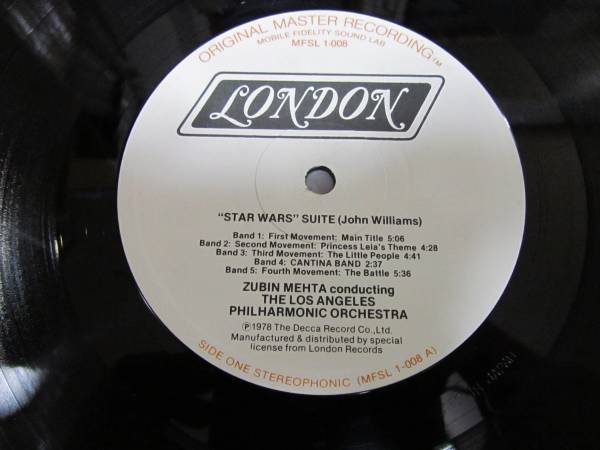 ORIGINAL MASTER RECORDING™
MOBILE FIDELITY SOUND LAB
MFSL 1-008
LONDON
"STAR WARS" SUITE (John Williams)
Band 1: First Movement: Main Title 5:06
Band 2: Second Movement: Princess Lela's Theme 4:28
Band 3: Third Movement: The Little People 4:41
Band 4: CANTINA BAND 2:37
Band 5: Fourth Movement: The Battle 5:36
ZUBIN MEHTA conducting
THE LOS ANGELES
PHILHARMONIC ORCHESTRA
℗1978 The Decca Record Co.,Ltd.
Manufactured & distributed by special
license from London Records
SIDE ONE STEREOPHONIC (MFSL 1-008 A)